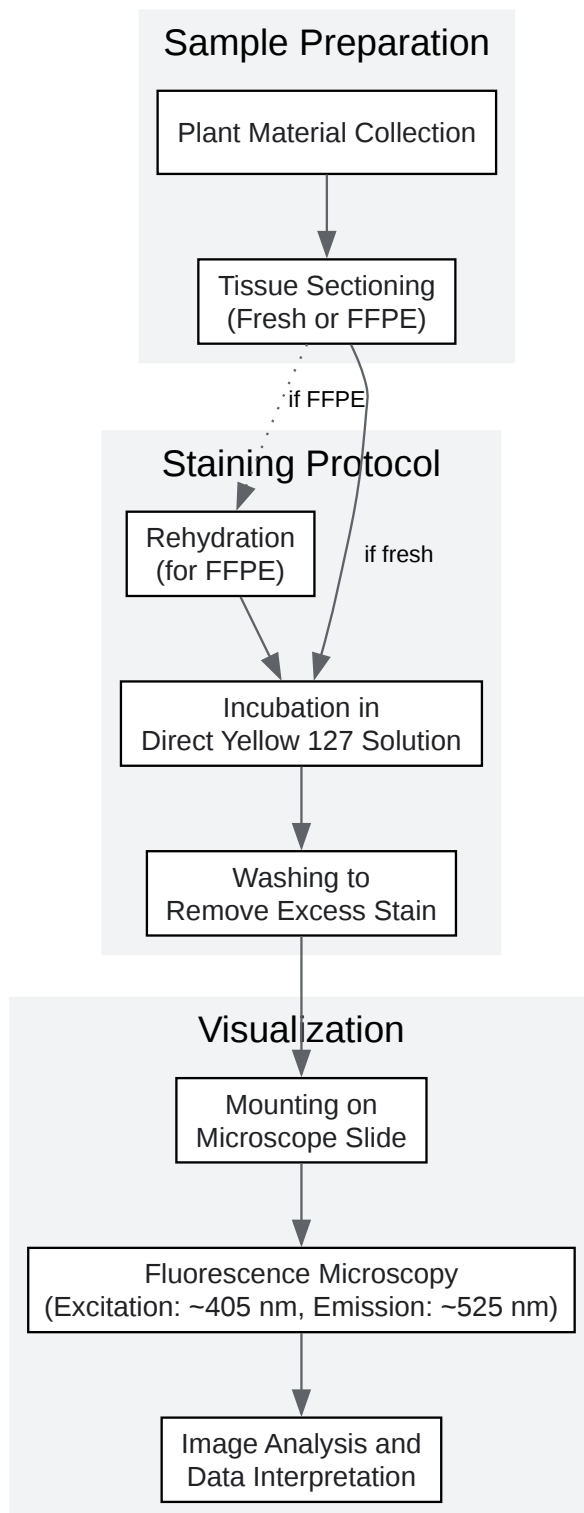 Sample Preparation
Plant Material Collection
Tissue Sectioning
(Fresh or FFPE)
if FFPE
Staining Protocol
Rehydration
(for FFPE)
if fresh
Incubation in
Direct Yellow 127 Solution
Washing to
Remove Excess Stain
Visualization
Mounting on
Microscope Slide
Fluorescence Microscopy
(Excitation: ~405 nm, Emission: ~525 nm)
Image Analysis and
Data Interpretation